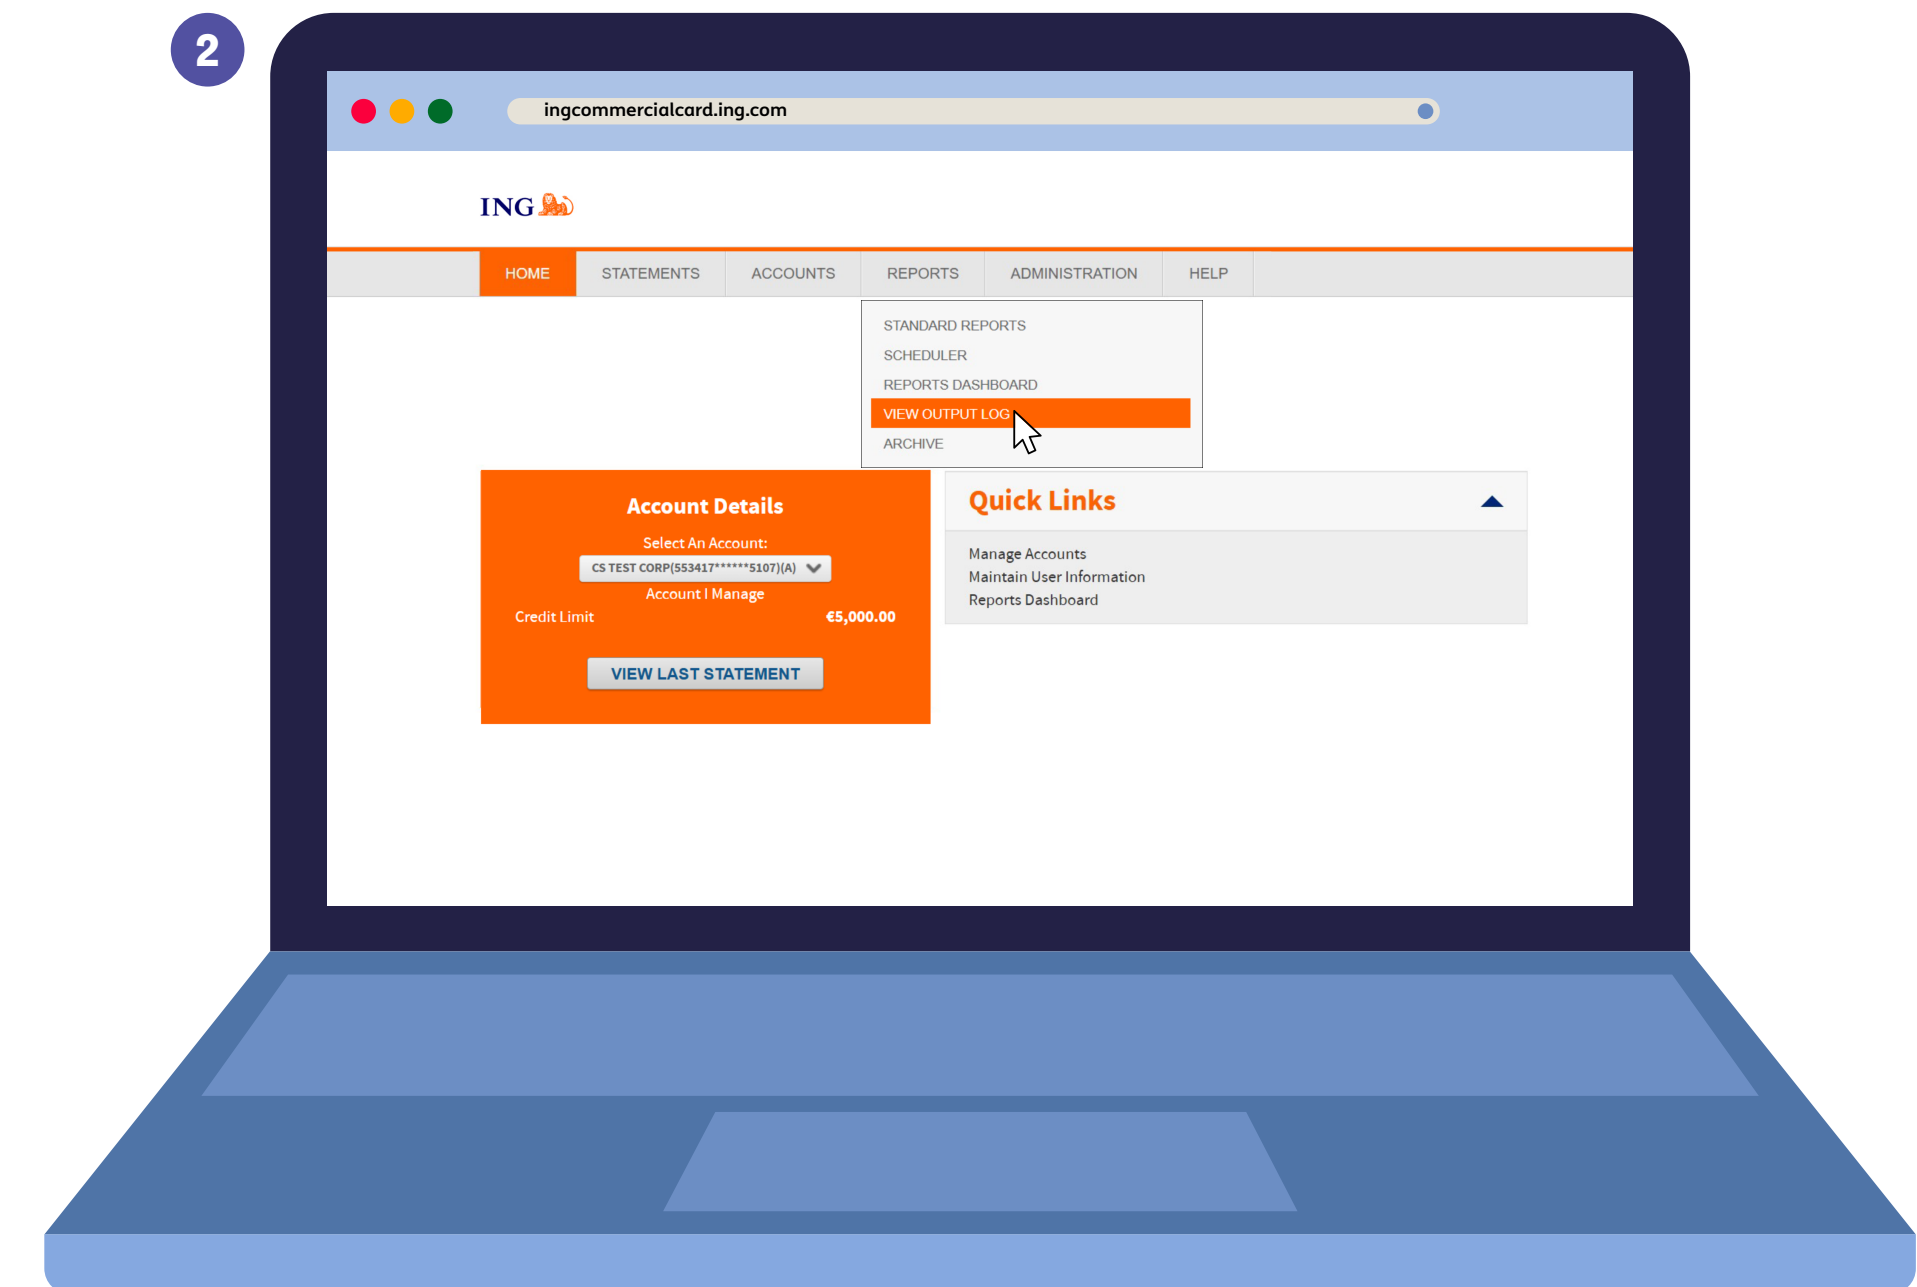 2
ingcommercialcard.ing.com
ING
HOME STATEMENTS ACCOUNTS REPORTS ADMINISTRATION HELP
STANDARD REPORTS
SCHEDULER
REPORTS DASHBOARD
VIEW OUTPUT LOG
ARCHIVE
Account Details
Select An Account:
CS TEST CORP(553417******5107)(A)
Account I Manage
Credit Limit €5,000.00
VIEW LAST STATEMENT
Quick Links
Manage Accounts
Maintain User Information
Reports Dashboard